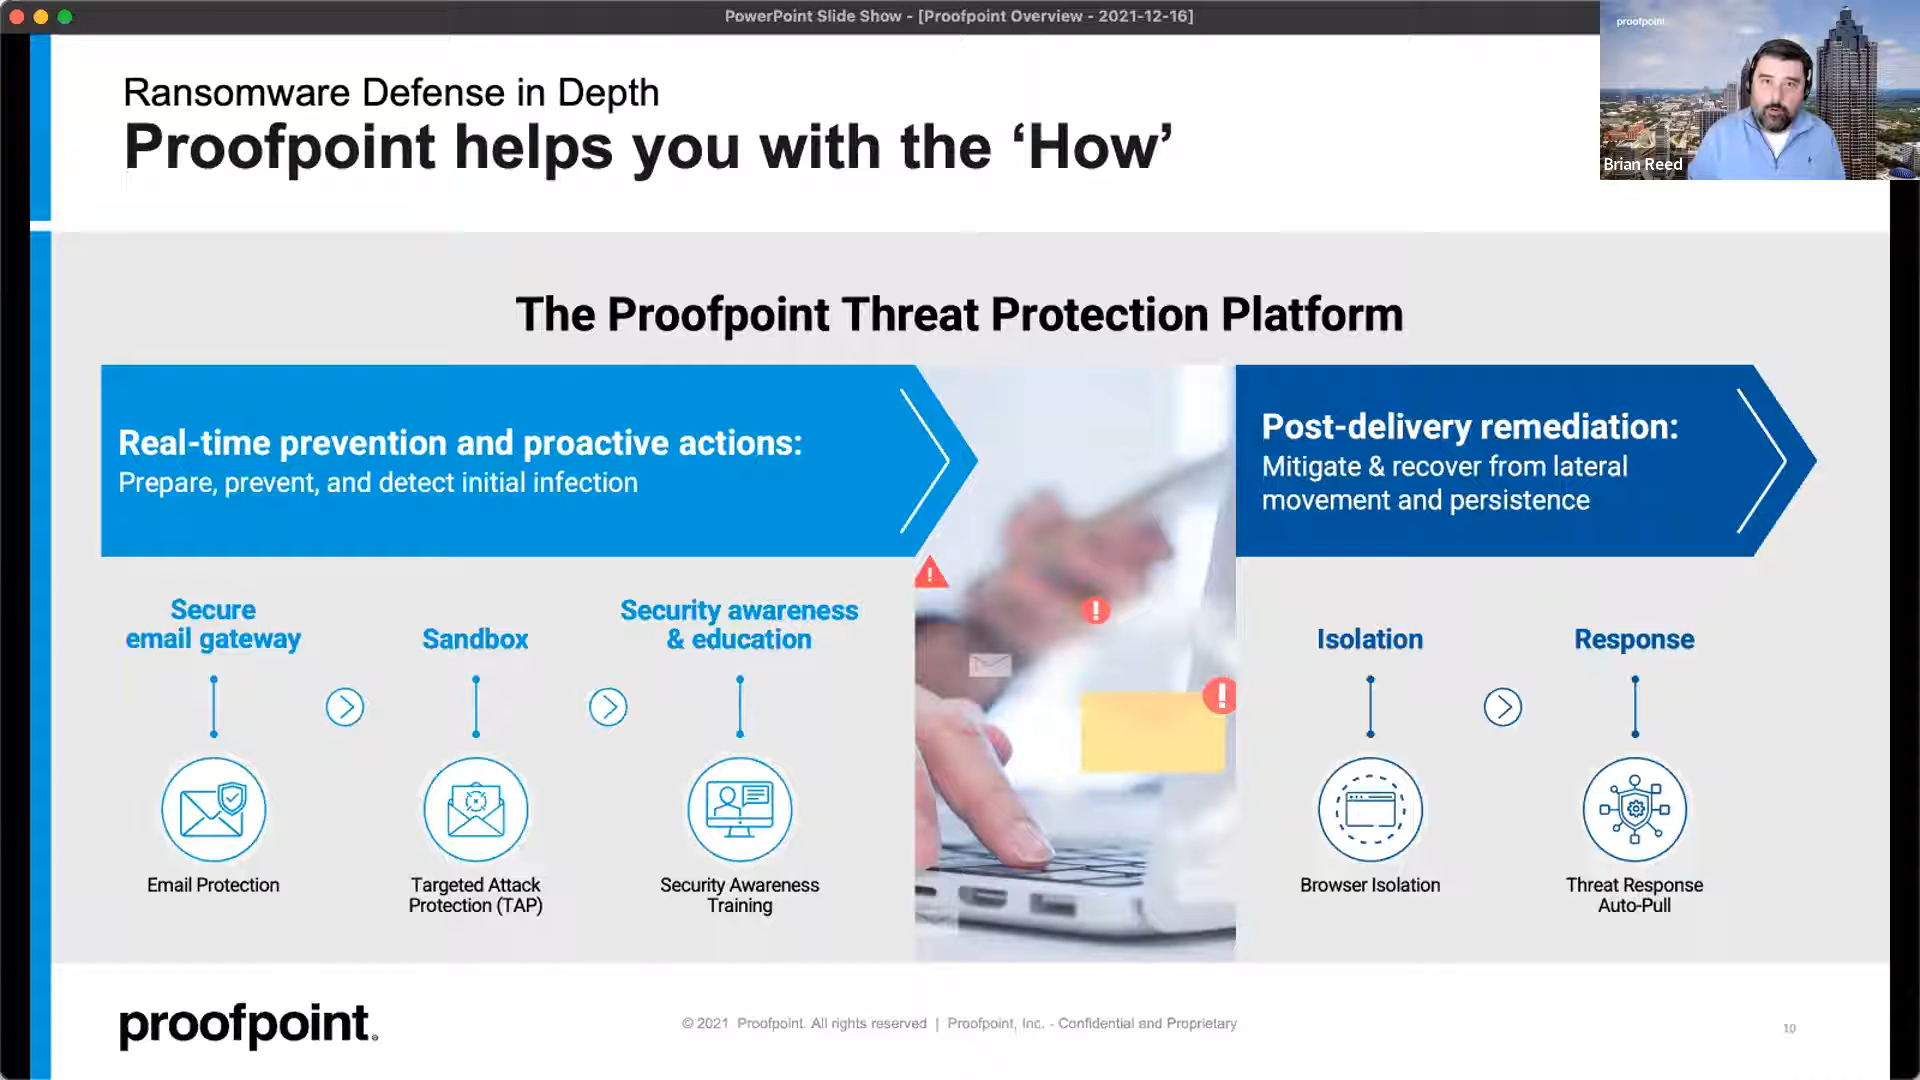 PowerPoint Slide Show - [Proofpoint Overview - 2021-12-16]
proofpoint
Brian Reed
Ransomware Defense in Depth
Proofpoint helps you with the ‘How’
The Proofpoint Threat Protection Platform
Real-time prevention and proactive actions:
Prepare, prevent, and detect initial infection
Post-delivery remediation:
Mitigate & recover from lateral
movement and persistence
Secure
email gateway
Sandbox
Security awareness
& education
Isolation
Response
Email Protection
Targeted Attack
Protection (TAP)
Security Awareness
Training
Browser Isolation
Threat Response
Auto-Pull
proofpoint®
© 2021 Proofpoint. All rights reserved | Proofpoint, Inc. - Confidential and Proprietary
10